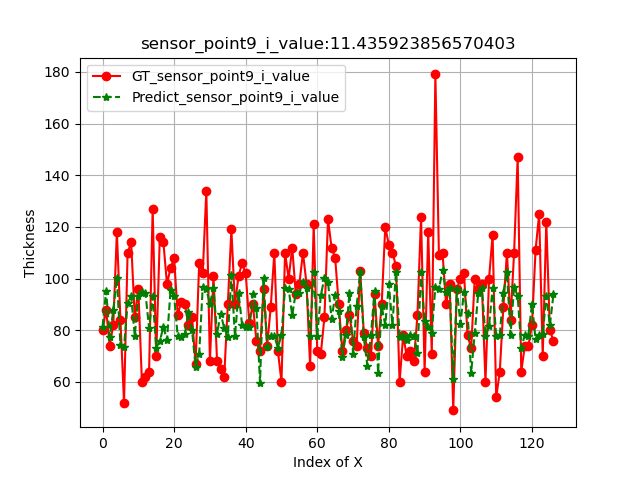 sensor_point9_i_value:11.435923856570403
GT_sensor_point9_i_value
Predict_sensor_point9_i_value
Thickness
180
160
140
120
100
80
60
0 20 40 60 80 100 120
Index of X